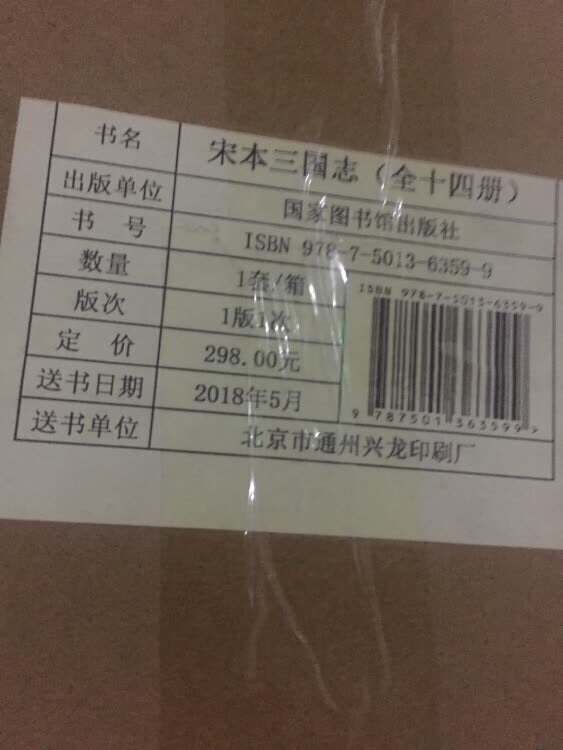 书名 宋本三国志（全十四册）
出版单位 国家图书馆出版社
书 号 ISBN 978-7-5013-6359-9
数量 1套/箱
ISBN 978-7-5013-6359-9
版次 1版1次
定 价 298.00元
送书日期 2018年5月
9 787501 363599 >
送书单位 北京市通州兴龙印刷厂